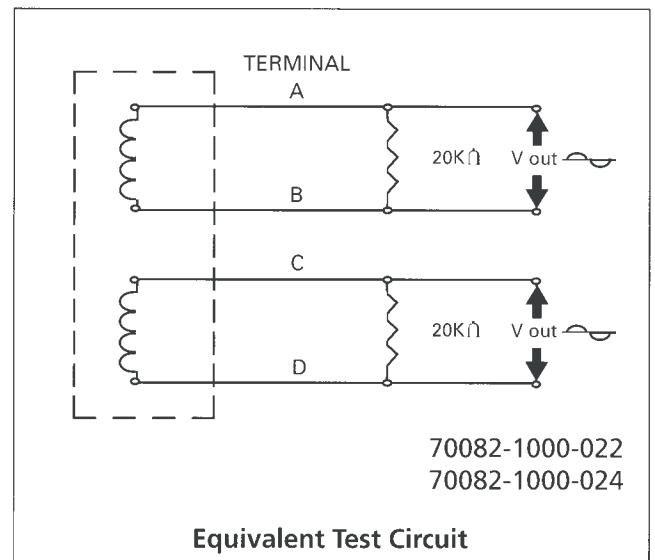 TERMINAL
A
20KΩ V out
B
C
20KΩ V out
D
70082-1000-022
70082-1000-024
Equivalent Test Circuit